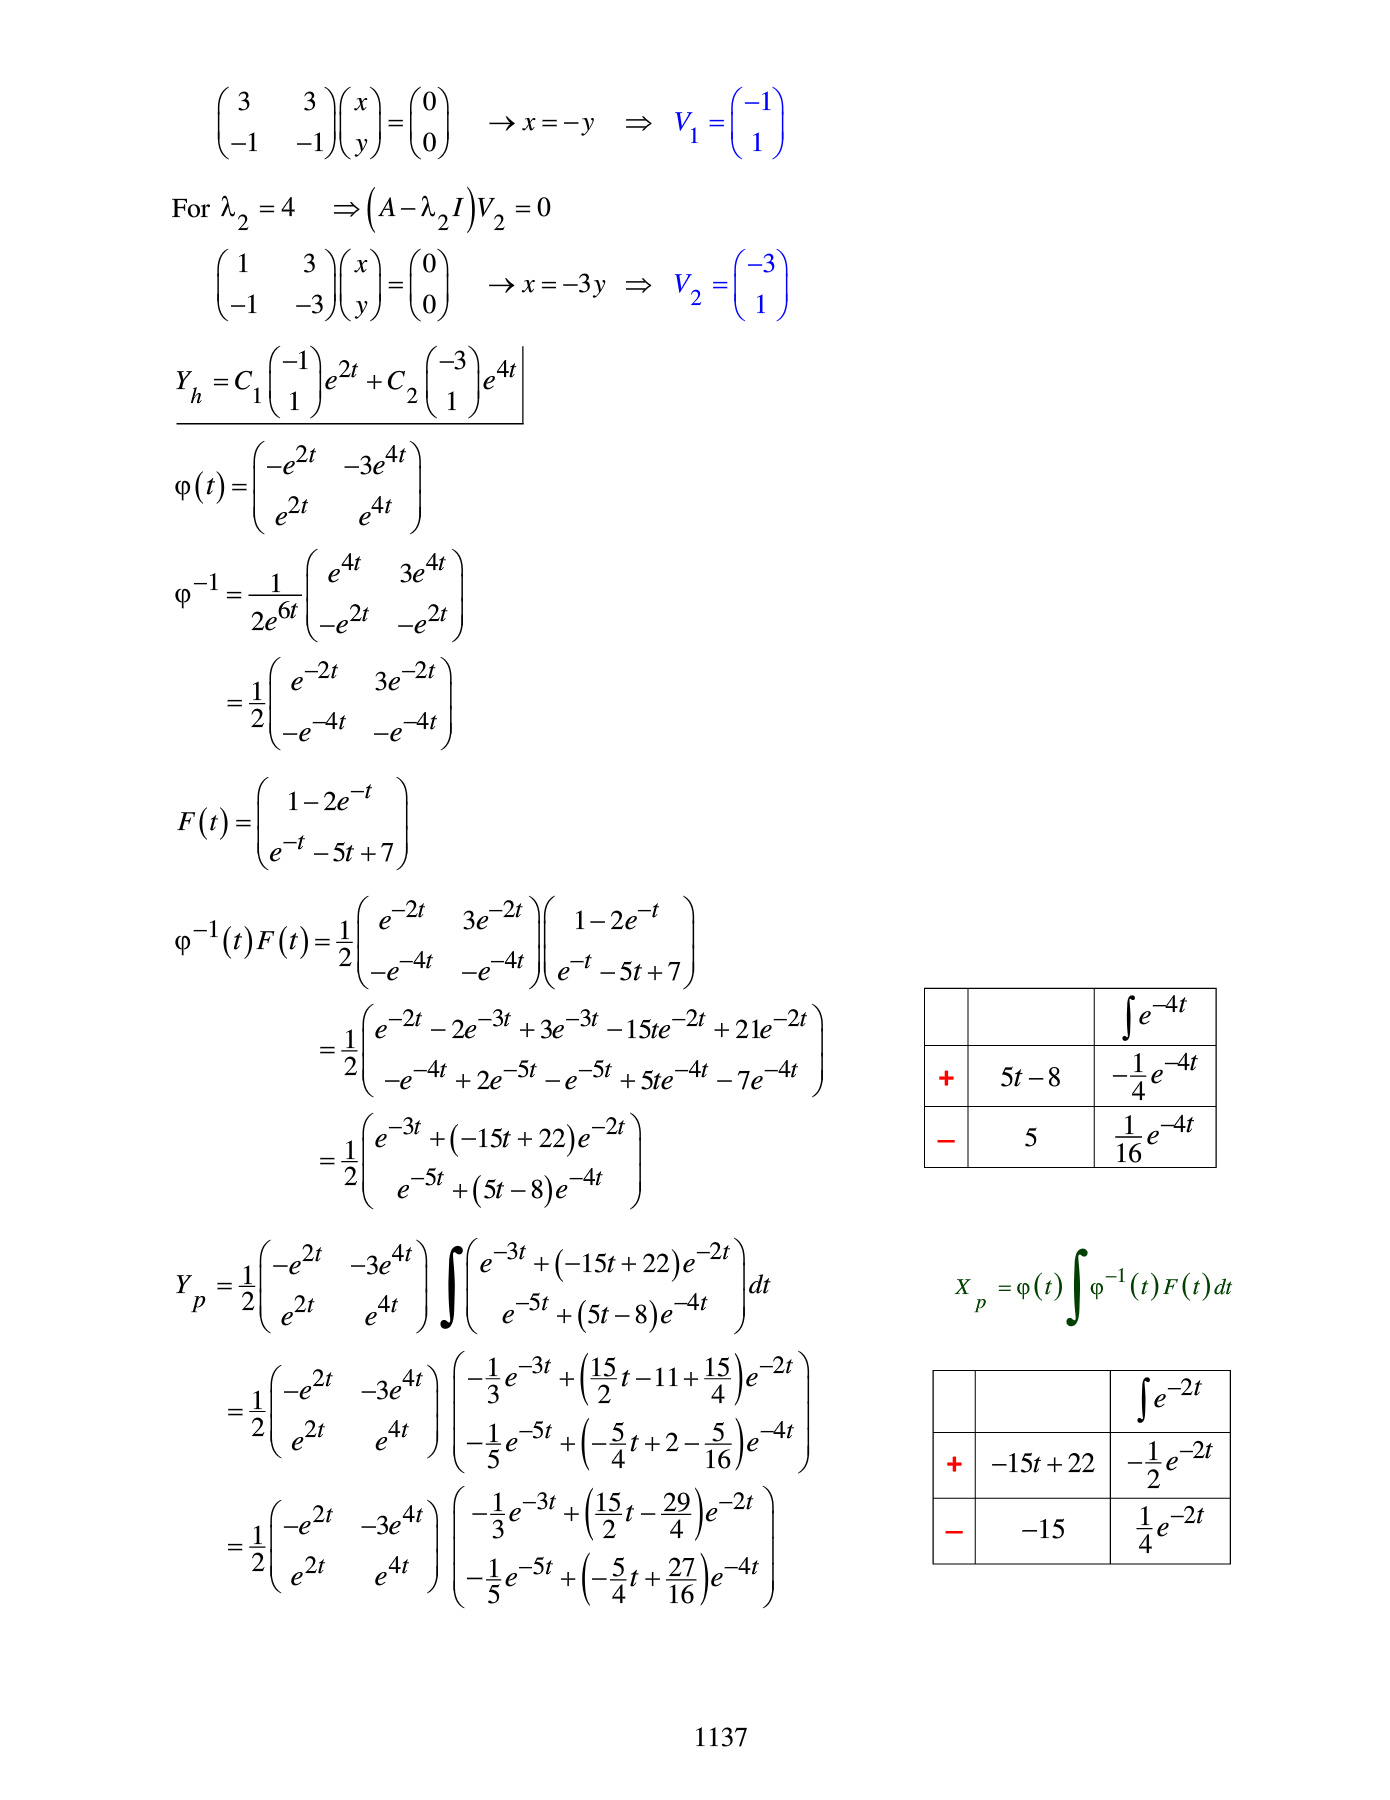 $\begin{pmatrix} 3 & 3 \\ -1 & -1 \end{pmatrix}\begin{pmatrix} x \\ y \end{pmatrix} = \begin{pmatrix} 0 \\ 0 \end{pmatrix} \quad \to x = -y \quad \Rightarrow \quad V_1 = \begin{pmatrix} -1 \\ 1 \end{pmatrix}$
For $\lambda_2 = 4 \quad \Rightarrow (A - \lambda_2 I)V_2 = 0$
$\begin{pmatrix} 1 & 3 \\ -1 & -3 \end{pmatrix}\begin{pmatrix} x \\ y \end{pmatrix} = \begin{pmatrix} 0 \\ 0 \end{pmatrix} \quad \to x = -3y \quad \Rightarrow \quad V_2 = \begin{pmatrix} -3 \\ 1 \end{pmatrix}$
$Y_h = C_1 \begin{pmatrix} -1 \\ 1 \end{pmatrix} e^{2t} + C_2 \begin{pmatrix} -3 \\ 1 \end{pmatrix} e^{4t}$
$\varphi(t) = \begin{pmatrix} -e^{2t} & -3e^{4t} \\ e^{2t} & e^{4t} \end{pmatrix}$
$\varphi^{-1} = \frac{1}{2e^{6t}} \begin{pmatrix} e^{4t} & 3e^{4t} \\ -e^{2t} & -e^{2t} \end{pmatrix}$
$= \frac{1}{2} \begin{pmatrix} e^{-2t} & 3e^{-2t} \\ -e^{-4t} & -e^{-4t} \end{pmatrix}$
$F(t) = \begin{pmatrix} 1 - 2e^{-t} \\ e^{-t} - 5t + 7 \end{pmatrix}$
$\varphi^{-1}(t) F(t) = \frac{1}{2} \begin{pmatrix} e^{-2t} & 3e^{-2t} \\ -e^{-4t} & -e^{-4t} \end{pmatrix} \begin{pmatrix} 1 - 2e^{-t} \\ e^{-t} - 5t + 7 \end{pmatrix}$
$= \frac{1}{2} \begin{pmatrix} e^{-2t} - 2e^{-3t} + 3e^{-3t} - 15te^{-2t} + 21e^{-2t} \\ -e^{-4t} + 2e^{-5t} - e^{-5t} + 5te^{-4t} - 7e^{-4t} \end{pmatrix}$
$= \frac{1}{2} \begin{pmatrix} e^{-3t} + (-15t + 22)e^{-2t} \\ e^{-5t} + (5t - 8)e^{-4t} \end{pmatrix}$
$\int e^{-4t}$
+ $5t - 8$ $-\frac{1}{4}e^{-4t}$
− $5$ $\frac{1}{16}e^{-4t}$
$Y_p = \frac{1}{2} \begin{pmatrix} -e^{2t} & -3e^{4t} \\ e^{2t} & e^{4t} \end{pmatrix} \int \begin{pmatrix} e^{-3t} + (-15t + 22)e^{-2t} \\ e^{-5t} + (5t - 8)e^{-4t} \end{pmatrix} dt$
$X_p = \varphi(t) \int \varphi^{-1}(t) F(t) dt$
$= \frac{1}{2} \begin{pmatrix} -e^{2t} & -3e^{4t} \\ e^{2t} & e^{4t} \end{pmatrix} \begin{pmatrix} -\frac{1}{3}e^{-3t} + \left(\frac{15}{2}t - 11 + \frac{15}{4}\right)e^{-2t} \\ -\frac{1}{5}e^{-5t} + \left(-\frac{5}{4}t + 2 - \frac{5}{16}\right)e^{-4t} \end{pmatrix}$
$= \frac{1}{2} \begin{pmatrix} -e^{2t} & -3e^{4t} \\ e^{2t} & e^{4t} \end{pmatrix} \begin{pmatrix} -\frac{1}{3}e^{-3t} + \left(\frac{15}{2}t - \frac{29}{4}\right)e^{-2t} \\ -\frac{1}{5}e^{-5t} + \left(-\frac{5}{4}t + \frac{27}{16}\right)e^{-4t} \end{pmatrix}$
$\int e^{-2t}$
+ $-15t + 22$ $-\frac{1}{2}e^{-2t}$
− $-15$ $\frac{1}{4}e^{-2t}$
1137